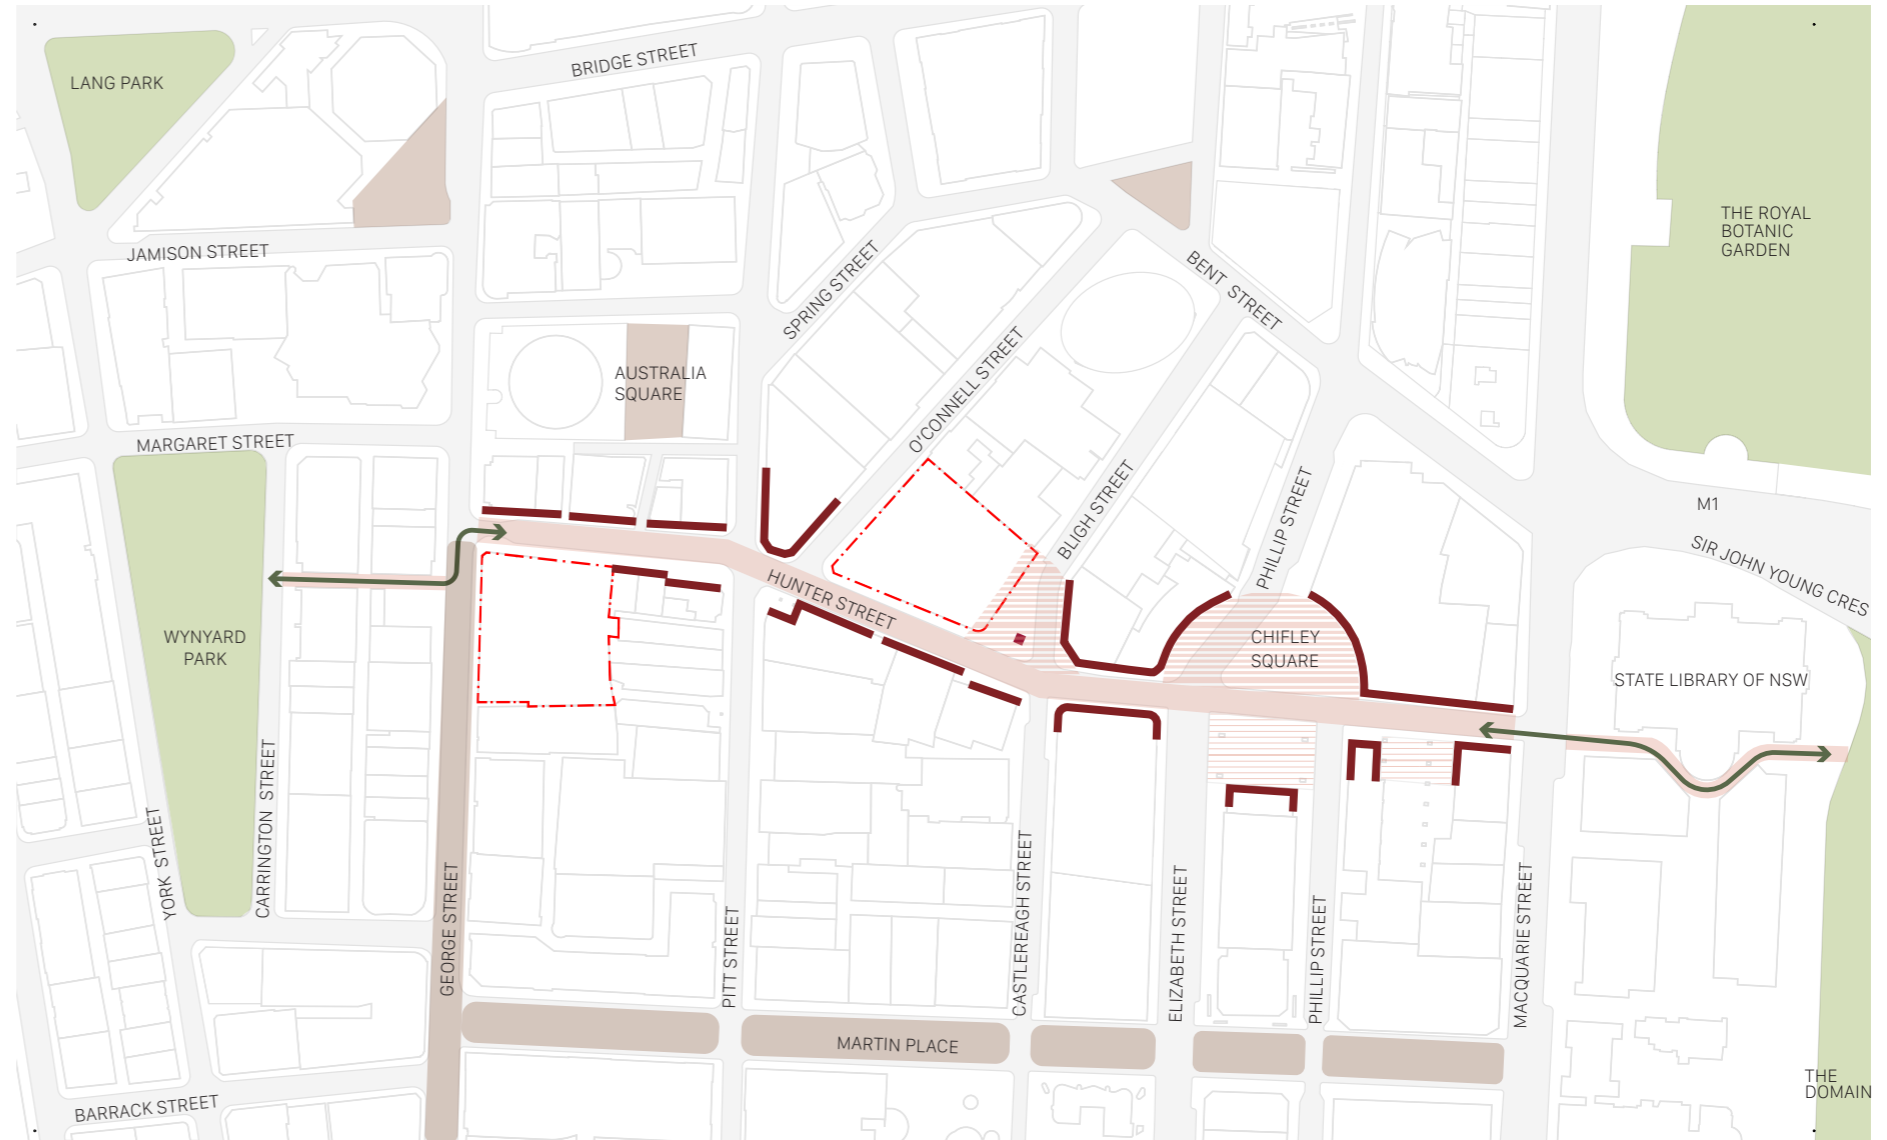 BRIDGE STREET
LANG PARK
THE ROYAL
BOTANIC
GARDEN
JAMISON STREET
SPRING STREET
BENT STREET
AUSTRALIA
SQUARE
O'CONNELL STREET
MARGARET STREET
BLIGH STREET
PHILLIP STREET
M1
SIR JOHN YOUNG CRES
HUNTER STREET
WYNYARD
PARK
CHIFLEY
SQUARE
STATE LIBRARY OF NSW
YORK STREET
CARRINGTON STREET
GEORGE STREET
PITT STREET
CASTLEREAGH STREET
ELIZABETH STREET
PHILLIP STREET
MACQUARIE STREET
MARTIN PLACE
THE
DOMAIN
BARRACK STREET